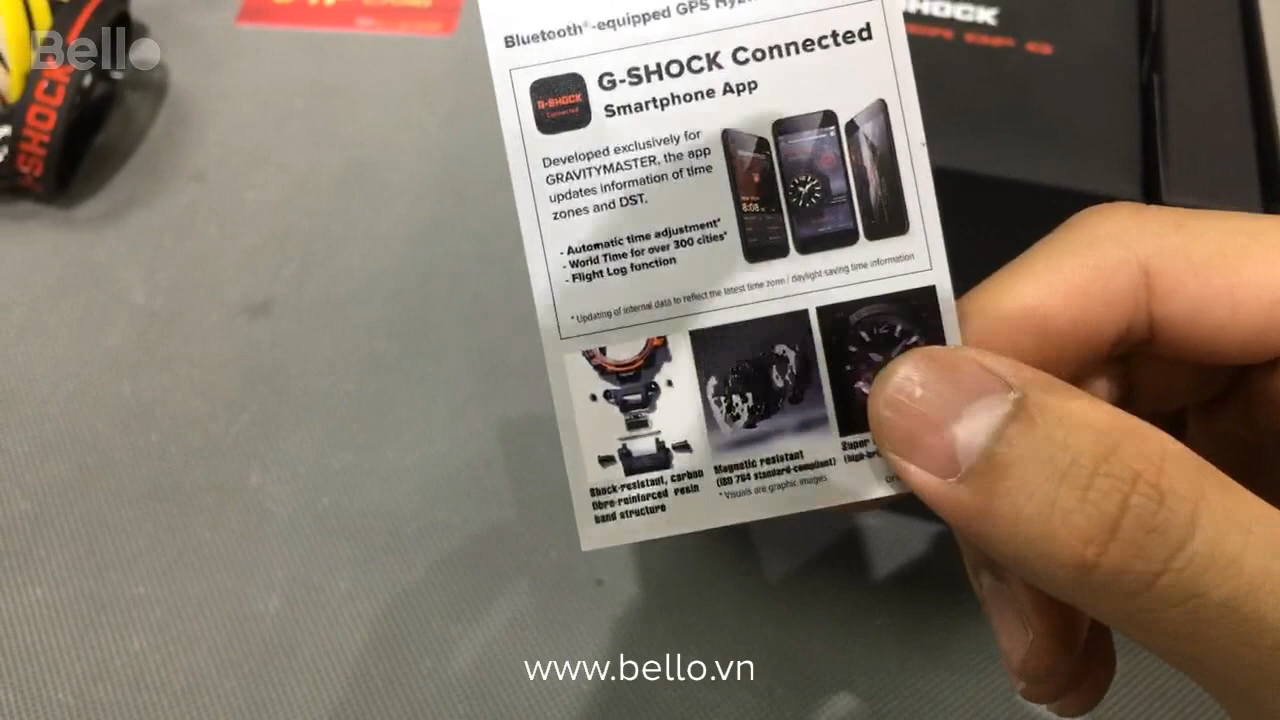 Bello
G-SHOCK
Bluetooth®-equipped GPS
G-SHOCK Connected
Smartphone App
G-SHOCK
Connected
Developed exclusively for
GRAVITYMASTER, the app
updates information of time
zones and DST.
- Automatic time adjustment*
- World Time for over 300 cities*
- Flight Log function
8:08
* Updating of internal data to reflect the latest time zone / daylight saving time information
Shock-resistant, carbon
fibre-reinforced resin
band structure
Magnetic resistant
(ISO 764 standard-compliant)
* Visuals are graphic images
Super
www.bello.vn